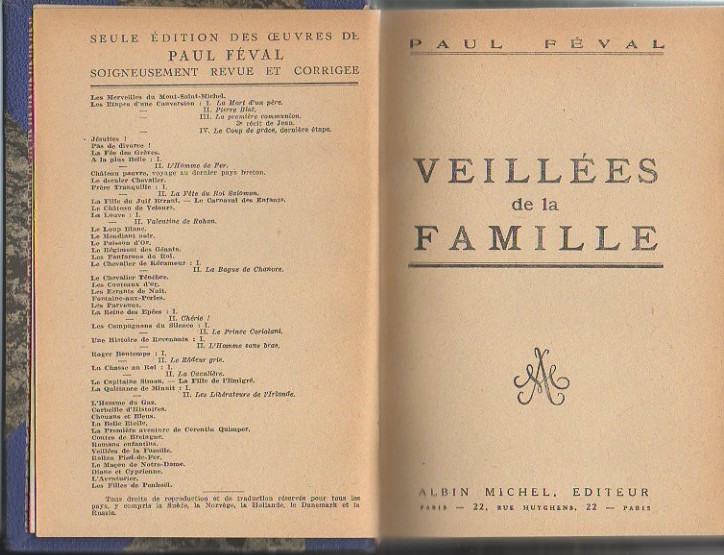 SEULE ÉDITION DES ŒUVRES DE
PAUL FÉVAL
SOIGNEUSEMENT REVUE ET CORRIGEE
Les Merveilles du Mont-Saint-Michel.
Les Etapes d'une Conversion : I. La Mort d'un père.
— II. Pierre Blot.
— III. La première communion.
2e récit de Jean.
— IV. Le Coup de grâce, dernière étape.
Jésuites !
Pas de divorce !
La Fée des Grèves.
A la plus Belle : I.
— II. L'Homme de Fer.
Château pauvre, voyage au dernier pays breton.
Le dernier Chevalier.
Frère Tranquille : I.
— II. La Fête du Roi Salomon.
La Fille du Juif Errant. — Le Carnaval des Enfants.
Le Château de Velours.
La Louve : I.
— II. Valentine de Rohan.
Le Loup Blanc.
Le Mendiant noir.
Le Poisson d'Or.
Le Régiment des Géants.
Les Fanfarons du Roi.
Le Chevalier de Kéramour : I.
— II. La Bague de Chanvre.
Le Chevalier Ténèbre.
Les Couteaux d'Or.
Les Errants de Nuit.
Fontaine-aux-Perles.
Les Parvenus.
La Reine des Epées : I.
— II. Chérie !
Les Compagnons du Silence : I.
— II. Le Prince Coriolani.
Une Histoire de Revenants : I.
— II. L'Homme sans bras.
Roger Bontemps : I.
— II. Le Rôdeur gris.
La Chasse au Roi : I.
— II. La Cavalière.
Le Capitaine Simon. — La Fille de l'Emigré.
La Quittance de Minuit : I.
— II. Les Libérateurs de l'Irlande.
L'Homme du Gaz.
Corbeille d'Histoires.
Chouans et Bleus.
La Belle Etoile.
La Première aventure de Corentin Quimper.
Contes de Bretagne.
Romans enfantins.
Veillées de la Famille.
Rollan Pied-de-Fer.
Le Maçon de Notre-Dame.
Diane et Cyprienne.
L'Aventurier.
Les Filles de Penhoël.
Tous droits de reproduction et de traduction réservés pour tous les
pays, y compris la Suède, la Norvège, la Hollande, le Danemark et la
Russie.
PAUL FÉVAL
VEILLÉES
de la
FAMILLE
AM
ALBIN MICHEL, EDITEUR
PARIS — 22, RUE HUYGHENS, 22 — PARIS